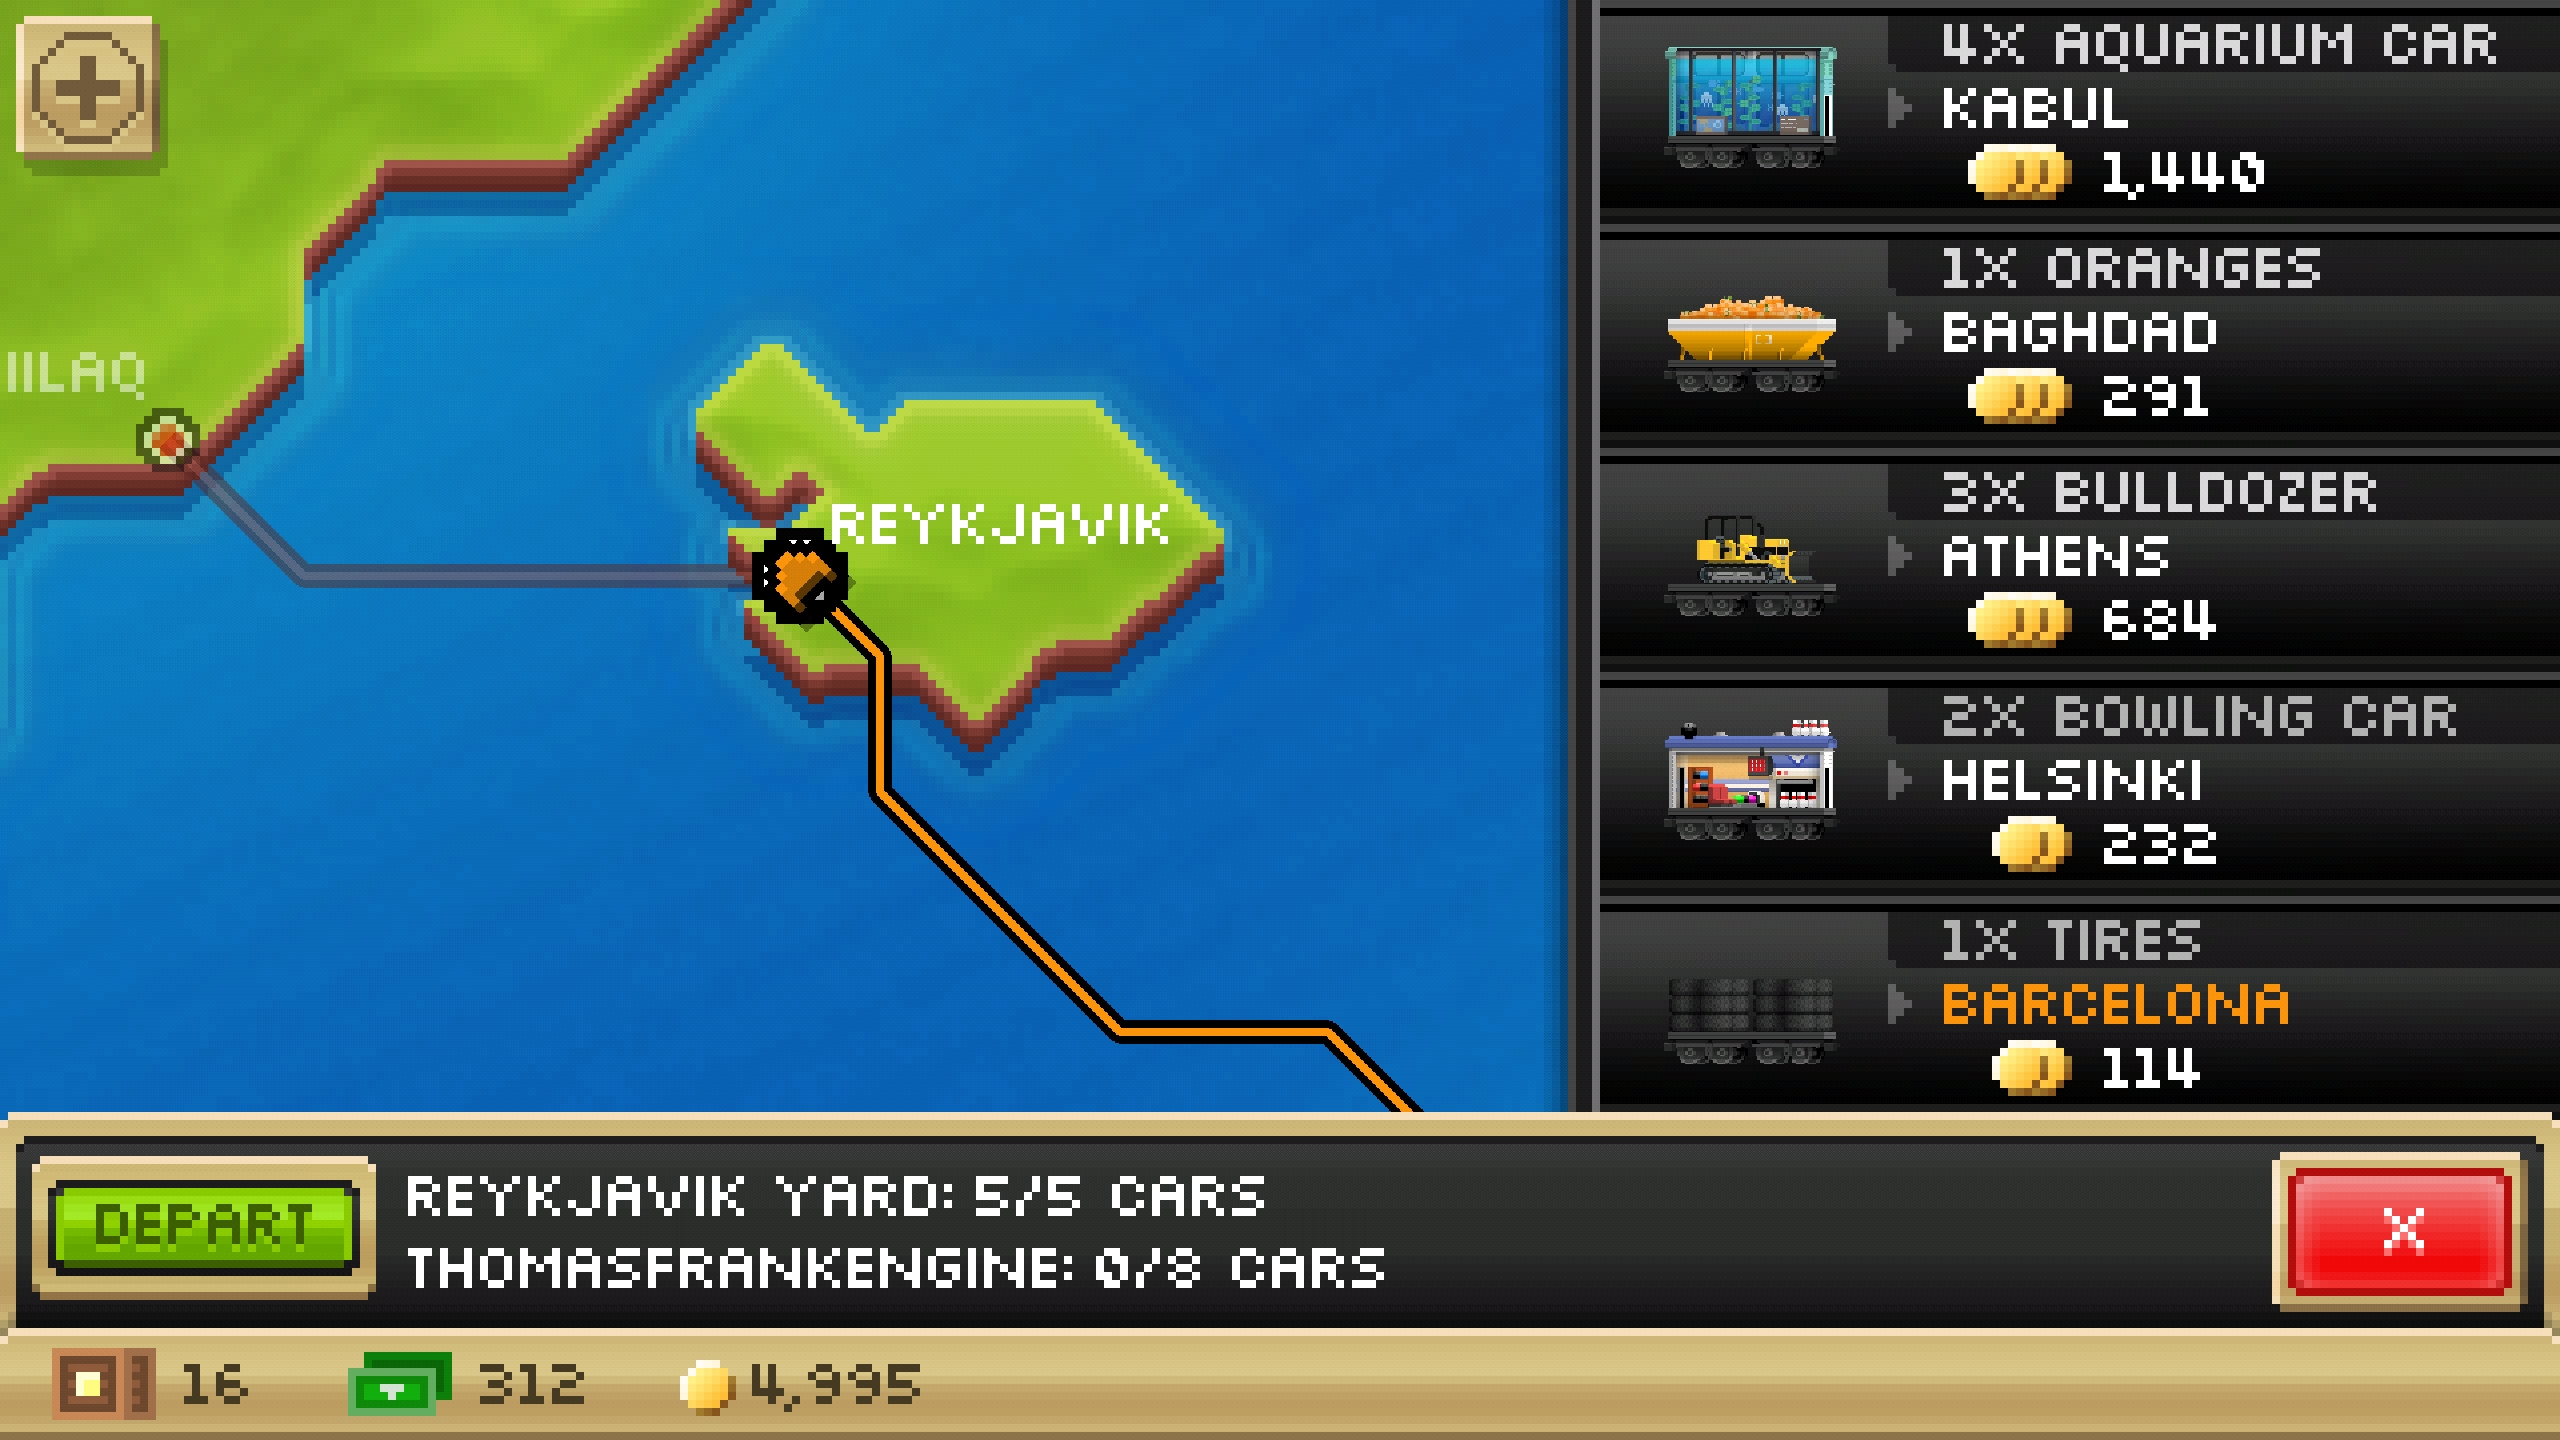 IILAQ
REYKJAVIK
4X AQUARIUM CAR
KABUL
1,440
1X ORANGES
BAGHDAD
291
3X BULLDOZER
ATHENS
684
2X BOWLING CAR
HELSINKI
232
1X TIRES
BARCELONA
114
DEPART
REYKJAVIK YARD: 5/5 CARS
THOMASFRANKENGINE: 0/8 CARS
X
16
312
4,995